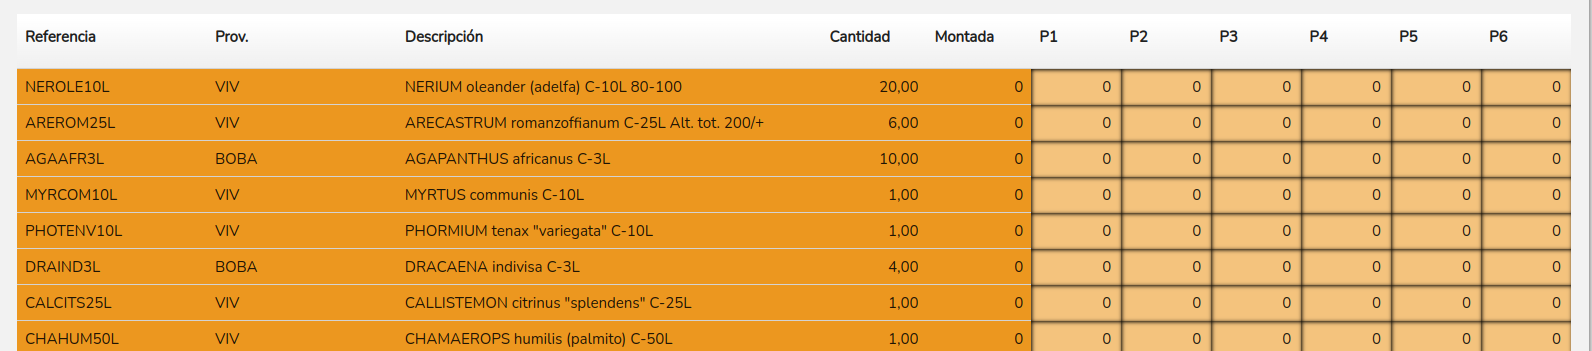 Referencia Prov. Descripción Cantidad Montada P1 P2 P3 P4 P5 P6
NEROLE10L VIV NERIUM oleander (adelfa) C-10L 80-100 20,00 0 0 0 0 0 0 0
AREROM25L VIV ARECASTRUM romanzoffianum C-25L Alt. tot. 200/+ 6,00 0 0 0 0 0 0 0
AGAAFR3L BOBA AGAPANTHUS africanus C-3L 10,00 0 0 0 0 0 0 0
MYRCOM10L VIV MYRTUS communis C-10L 1,00 0 0 0 0 0 0 0
PHOTENV10L VIV PHORMIUM tenax "variegata" C-10L 1,00 0 0 0 0 0 0 0
DRAIND3L BOBA DRACAENA indivisa C-3L 4,00 0 0 0 0 0 0 0
CALCITS25L VIV CALLISTEMON citrinus "splendens" C-25L 1,00 0 0 0 0 0 0 0
CHAHUM50L VIV CHAMAEROPS humilis (palmito) C-50L 1,00 0 0 0 0 0 0 0